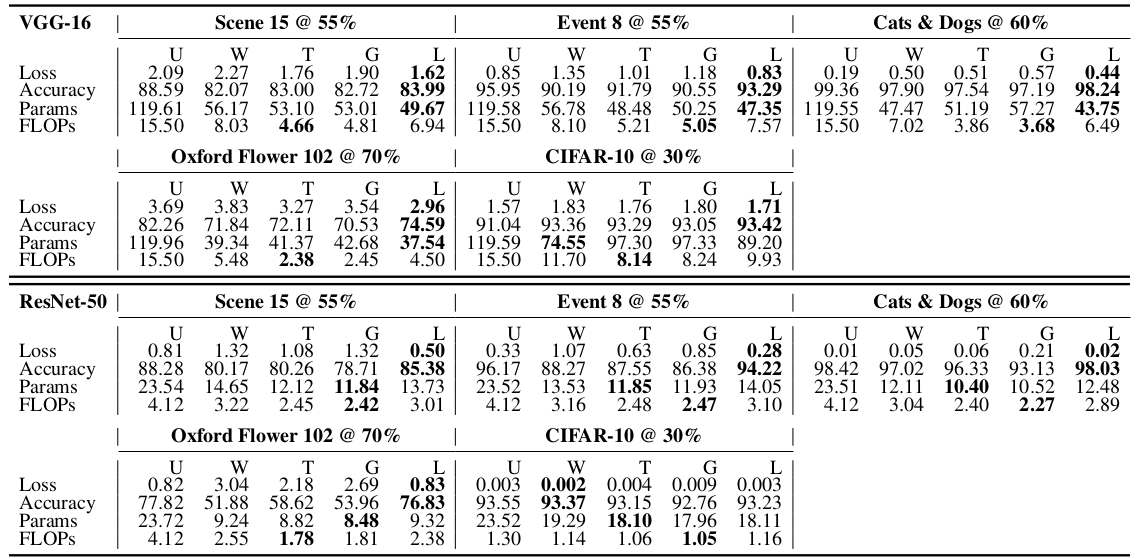 VGG-16 | Scene 15 @ 55% | Event 8 @ 55% | Cats & Dogs @ 60%
U W T G L | U W T G L | U W T G L
Loss 2.09 2.27 1.76 1.90 1.62 | 0.85 1.35 1.01 1.18 0.83 | 0.19 0.50 0.51 0.57 0.44
Accuracy 88.59 82.07 83.00 82.72 83.99 | 95.95 90.19 91.79 90.55 93.29 | 99.36 97.90 97.54 97.19 98.24
Params 119.61 56.17 53.10 53.01 49.67 | 119.58 56.78 48.48 50.25 47.35 | 119.55 47.47 51.19 57.27 43.75
FLOPs 15.50 8.03 4.66 4.81 6.94 | 15.50 8.10 5.21 5.05 7.57 | 15.50 7.02 3.86 3.68 6.49
| Oxford Flower 102 @ 70% | CIFAR-10 @ 30% |
U W T G L | U W T G L
Loss 3.69 3.83 3.27 3.54 2.96 | 1.57 1.83 1.76 1.80 1.71
Accuracy 82.26 71.84 72.11 70.53 74.59 | 91.04 93.36 93.29 93.05 93.42
Params 119.96 39.34 41.37 42.68 37.54 | 119.59 74.55 97.30 97.33 89.20
FLOPs 15.50 5.48 2.38 2.45 4.50 | 15.50 11.70 8.14 8.24 9.93
ResNet-50 | Scene 15 @ 55% | Event 8 @ 55% | Cats & Dogs @ 60%
U W T G L | U W T G L | U W T G L
Loss 0.81 1.32 1.08 1.32 0.50 | 0.33 1.07 0.63 0.85 0.28 | 0.01 0.05 0.06 0.21 0.02
Accuracy 88.28 80.17 80.26 78.71 85.38 | 96.17 88.27 87.55 86.38 94.22 | 98.42 97.02 96.33 93.13 98.03
Params 23.54 14.65 12.12 11.84 13.73 | 23.52 13.53 11.85 11.93 14.05 | 23.51 12.11 10.40 10.52 12.48
FLOPs 4.12 3.22 2.45 2.42 3.01 | 4.12 3.16 2.48 2.47 3.10 | 4.12 3.04 2.40 2.27 2.89
| Oxford Flower 102 @ 70% | CIFAR-10 @ 30% |
U W T G L | U W T G L
Loss 0.82 3.04 2.18 2.69 0.83 | 0.003 0.002 0.004 0.009 0.003
Accuracy 77.82 51.88 58.62 53.96 76.83 | 93.55 93.37 93.15 92.76 93.23
Params 23.72 9.24 8.82 8.48 9.32 | 23.52 19.29 18.10 17.96 18.11
FLOPs 4.12 2.55 1.78 1.81 2.38 | 1.30 1.14 1.06 1.05 1.16